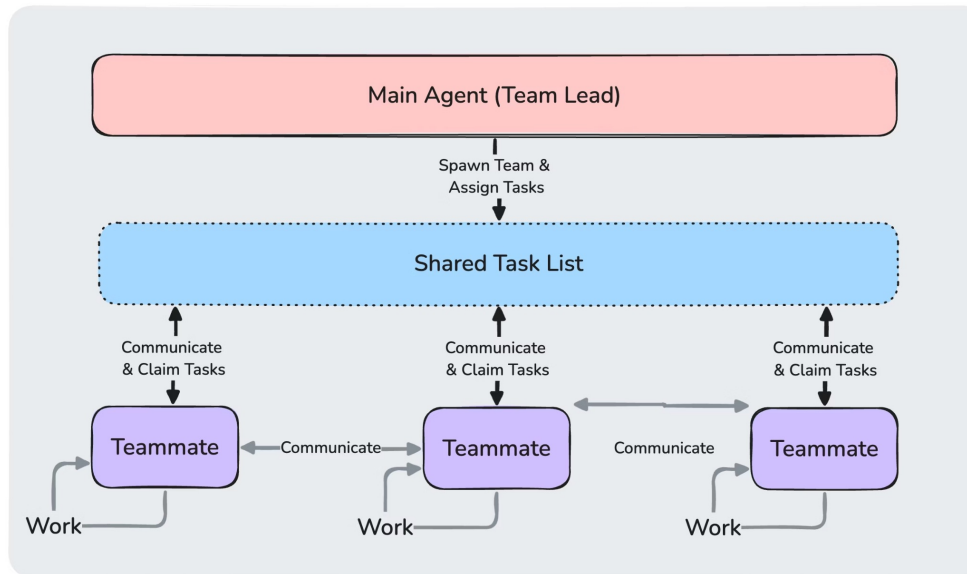 Main Agent (Team Lead)
Spawn Team &
Assign Tasks
Shared Task List
Communicate
& Claim Tasks
Communicate
& Claim Tasks
Communicate
& Claim Tasks
Teammate
Communicate
Teammate
Communicate
Teammate
Work
Work
Work